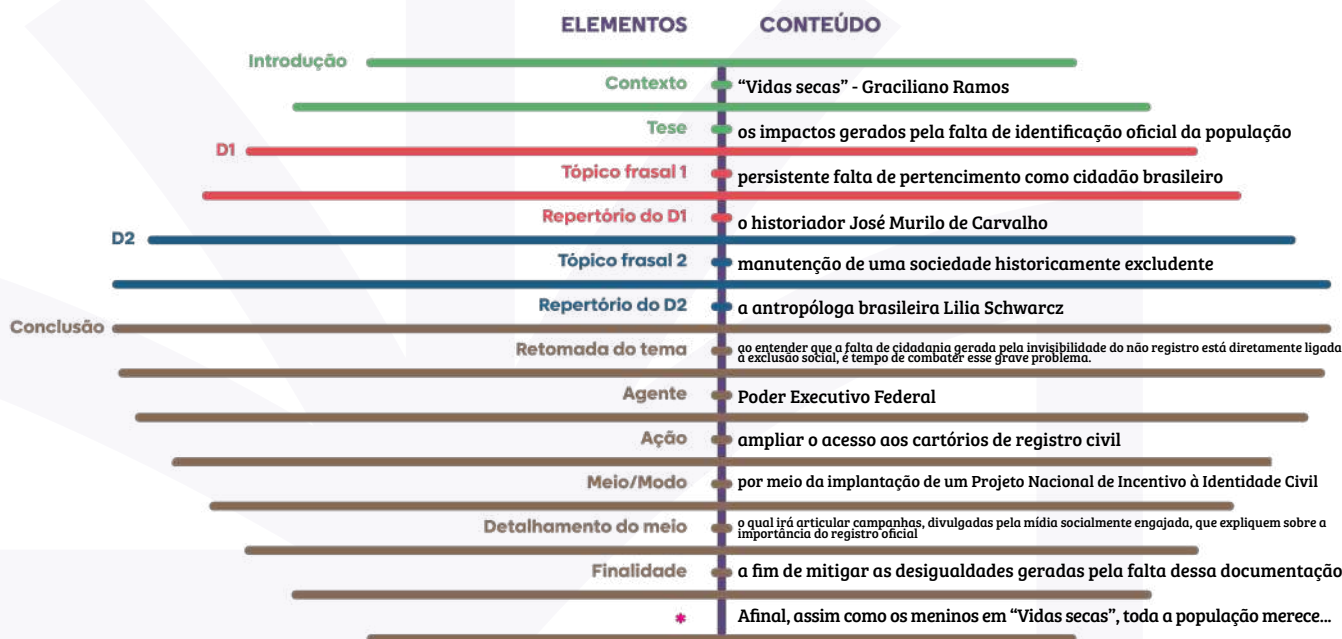 ELEMENTOS CONTEÚDO
Introdução
Contexto “Vidas secas” - Graciliano Ramos
Tese os impactos gerados pela falta de identificação oficial da população
D1
Tópico frasal 1 persistente falta de pertencimento como cidadão brasileiro
Repertório do D1 o historiador José Murilo de Carvalho
D2
Tópico frasal 2 manutenção de uma sociedade historicamente excludente
Repertório do D2 a antropóloga brasileira Lilia Schwarcz
Conclusão
Retomada do tema ao entender que a falta de cidadania gerada pela invisibilidade do não registro está diretamente ligada
à exclusão social, é tempo de combater esse grave problema.
Agente Poder Executivo Federal
Ação ampliar o acesso aos cartórios de registro civil
Meio/Modo por meio da implantação de um Projeto Nacional de Incentivo à Identidade Civil
Detalhamento do meio o qual irá articular campanhas, divulgadas pela mídia socialmente engajada, que expliquem sobre a
importância do registro oficial
Finalidade a fim de mitigar as desigualdades geradas pela falta dessa documentação
* Afinal, assim como os meninos em “Vidas secas”, toda a população merece...